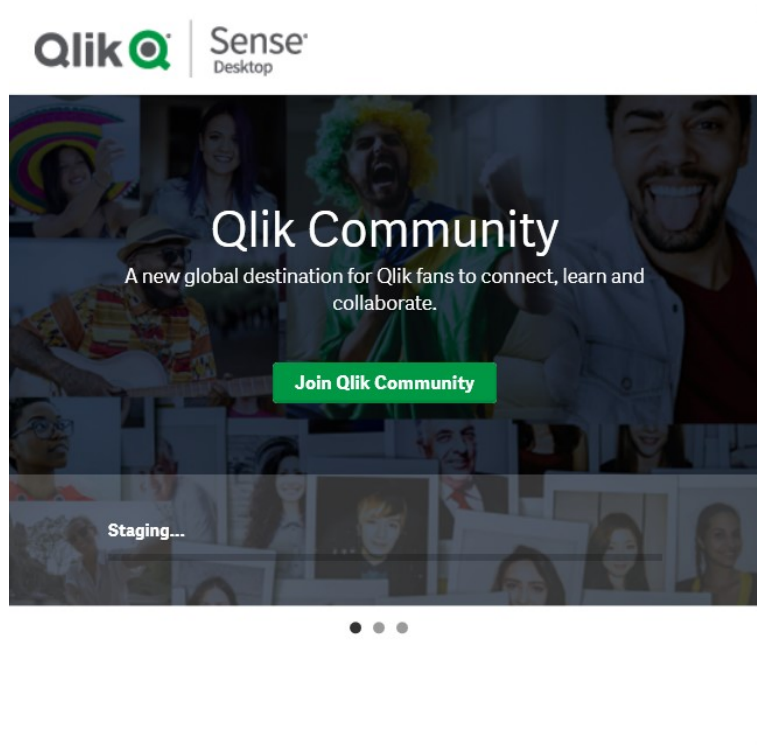 Qlik
Sense
Desktop
Qlik Community
A new global destination for Qlik fans to connect, learn and
collaborate.
Join Qlik Community
Staging...